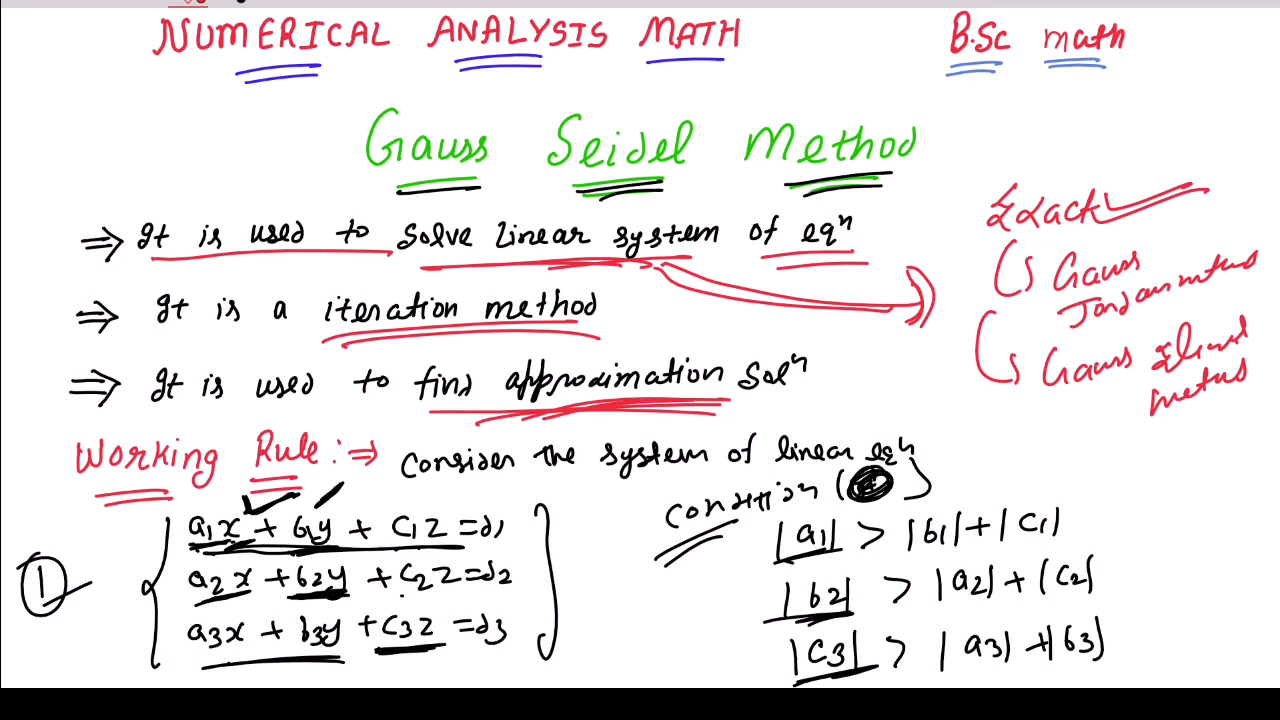 NUMERICAL ANALYSIS MATH
B.Sc math
Gauss Seidel Method
⇒ It is used to solve linear system of eqⁿ
⇒ It is a iteration method
⇒ It is used to find approximation Solⁿ
Exact
Gauss Jordan
Gauss
Working Rule :⇒ Consider the system of linear eqⁿ
① a₁x + b₁y + c₁z = d₁
a₂x + b₂y + c₂z = d₂
a₃x + b₃y + c₃z = d₃
Condition ( )
|a₁| > |b₁| + |c₁|
|b₂| > |a₂| + |c₂|
|c₃| > |a₃| + |b₃|